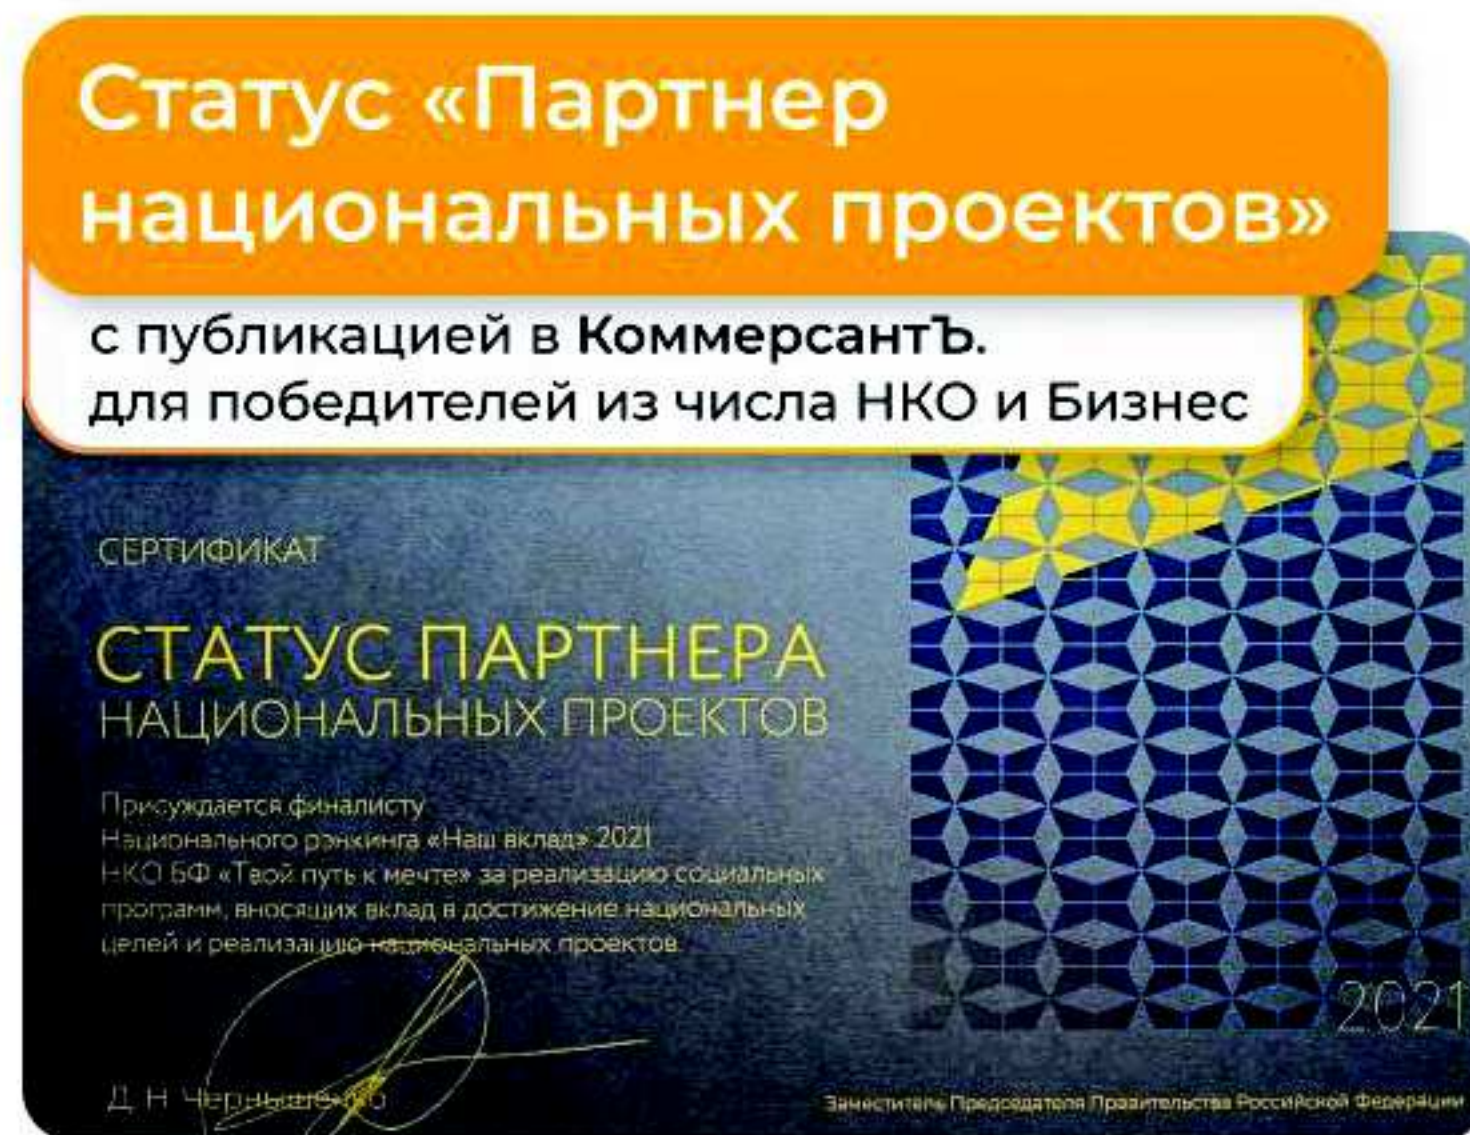 Статус «Партнер
национальных проектов»
с публикацией в КоммерсантЪ.
для победителей из числа НКО и Бизнес
СЕРТИФИКАТ
СТАТУС ПАРТНЕРА
НАЦИОНАЛЬНЫХ ПРОЕКТОВ
Присуждается финалисту
Национального рэнкинга «Наш вклад» 2021
НКО БФ «Твой путь к мечте» за реализацию социальных
программ, вносящих вклад в достижение национальных
целей и реализацию национальных проектов
2021
Д. Н. Чернышенко
Заместитель Председателя Правительства Российской Федерации